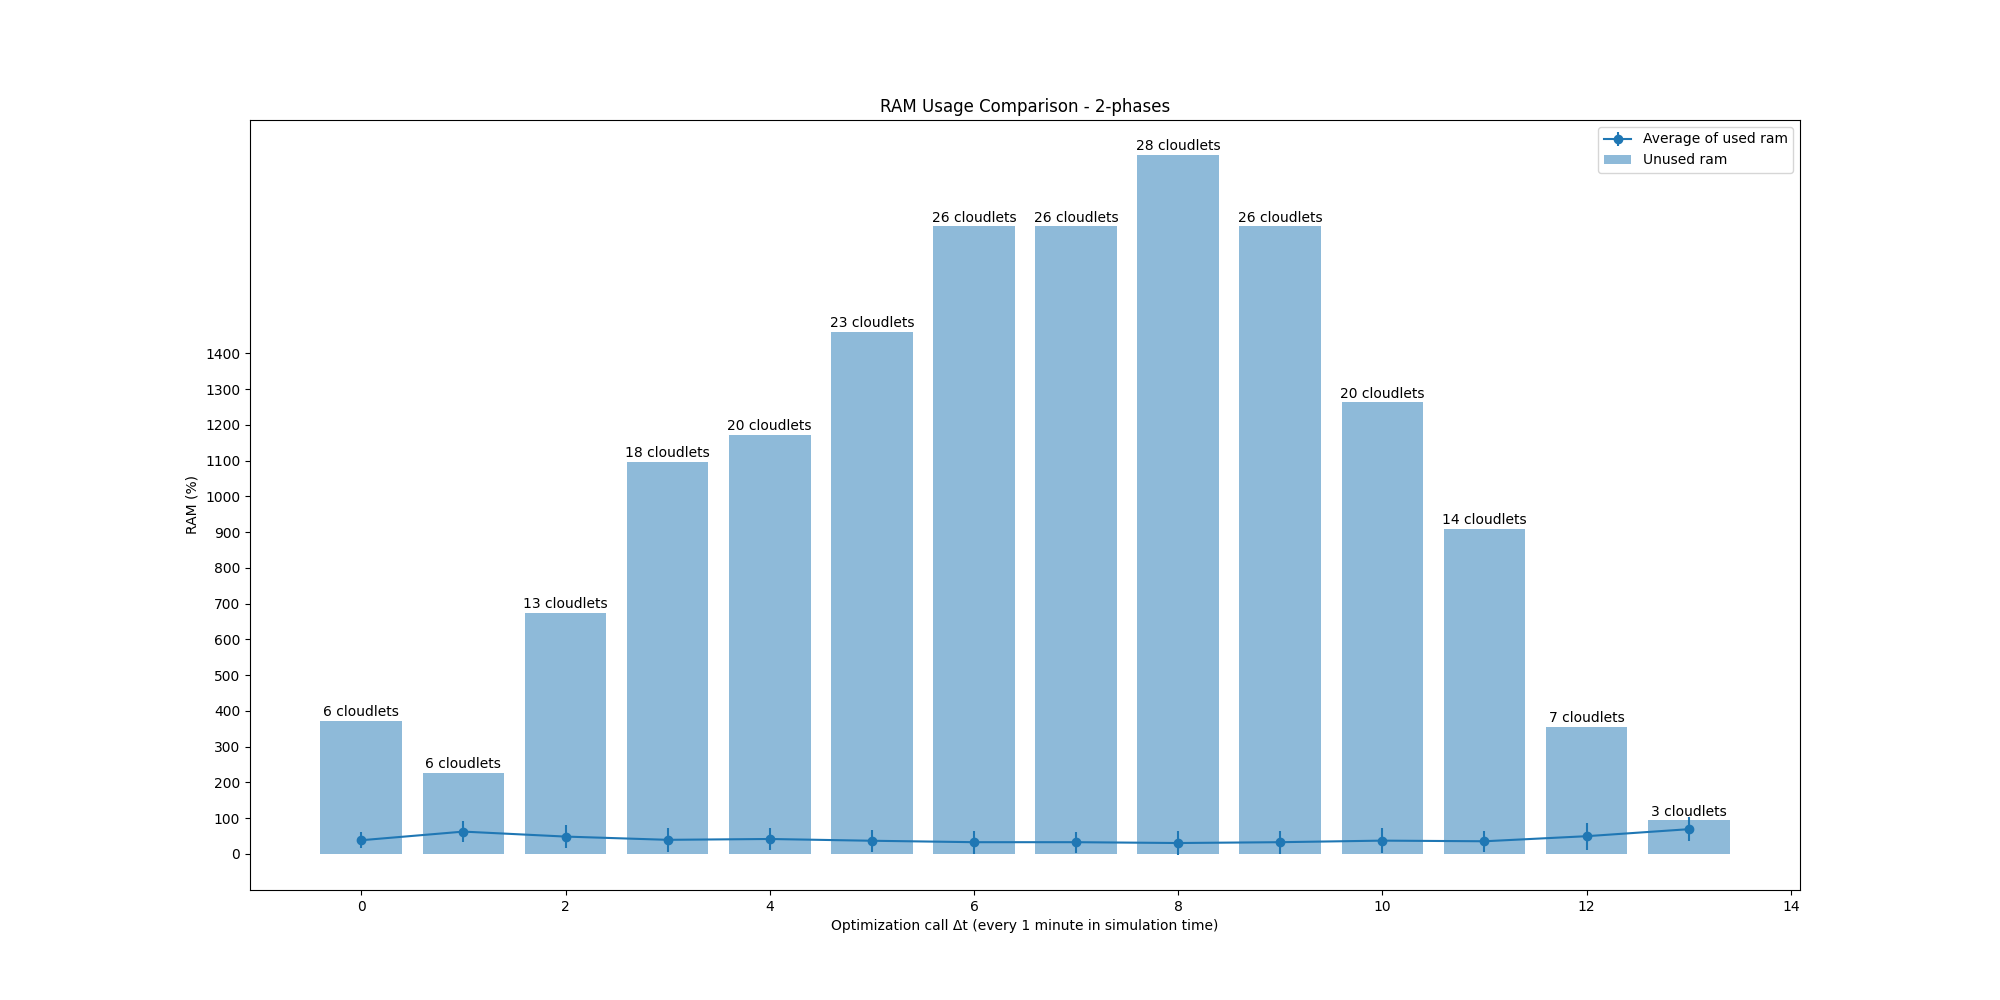 RAM Usage Comparison - 2-phases
Average of used ram
Unused ram
28 cloudlets
26 cloudlets
26 cloudlets
26 cloudlets
23 cloudlets
20 cloudlets
20 cloudlets
18 cloudlets
14 cloudlets
13 cloudlets
6 cloudlets
7 cloudlets
6 cloudlets
3 cloudlets
1400
1300
1200
1100
1000
900
800
700
600
500
400
300
200
100
0
RAM (%)
0 2 4 6 8 10 12 14
Optimization call Δt (every 1 minute in simulation time)